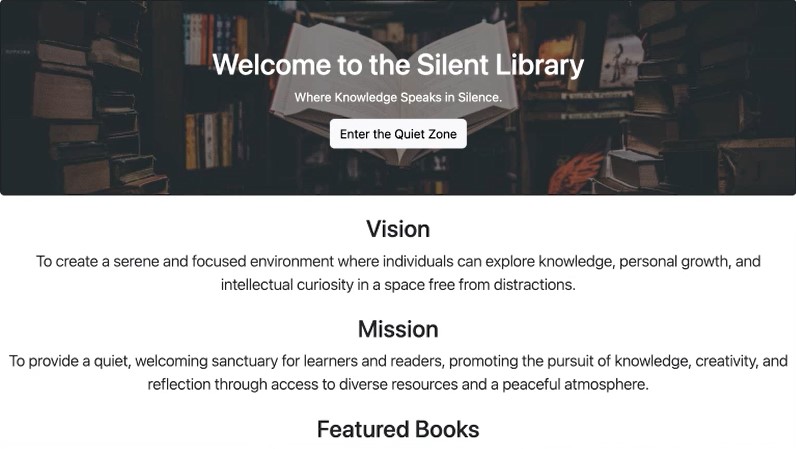 Welcome to the Silent Library
Where Knowledge Speaks in Silence.
Enter the Quiet Zone
Vision
To create a serene and focused environment where individuals can explore knowledge, personal growth, and
intellectual curiosity in a space free from distractions.
Mission
To provide a quiet, welcoming sanctuary for learners and readers, promoting the pursuit of knowledge, creativity, and
reflection through access to diverse resources and a peaceful atmosphere.
Featured Books